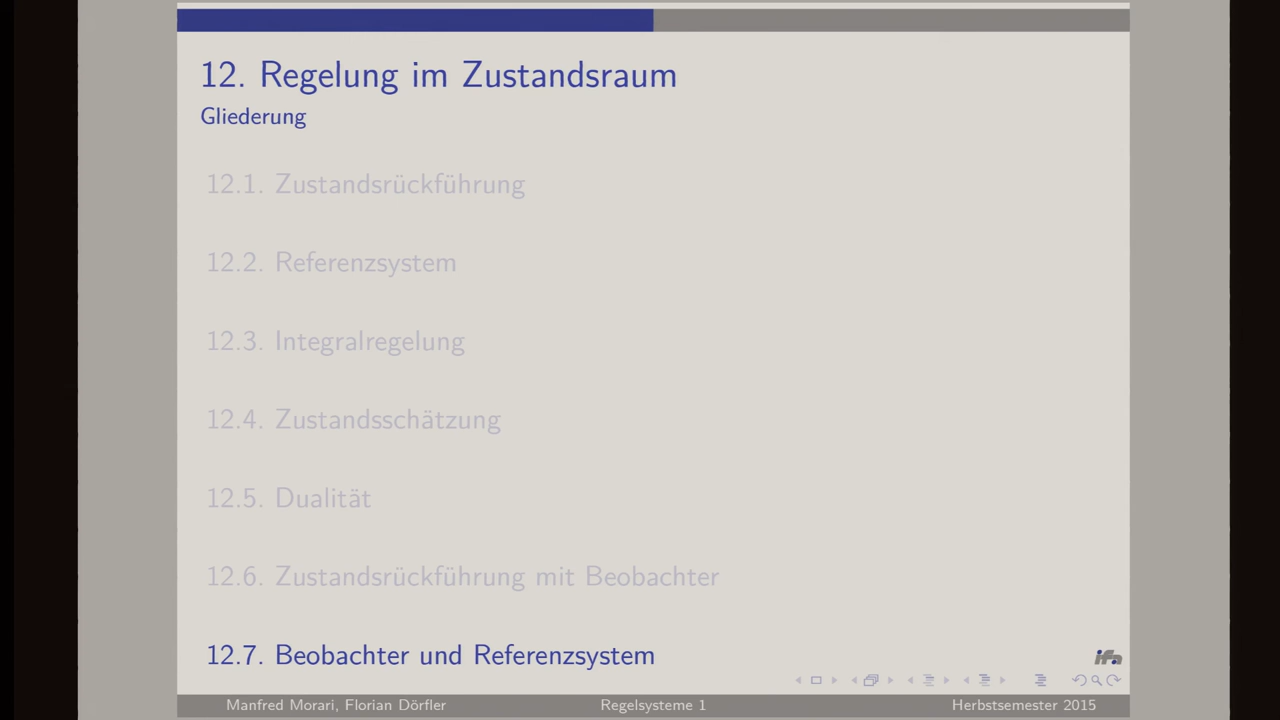 12. Regelung im Zustandsraum
Gliederung
12.1. Zustandsrückführung
12.2. Referenzsystem
12.3. Integralregelung
12.4. Zustandsschätzung
12.5. Dualität
12.6. Zustandsrückführung mit Beobachter
12.7. Beobachter und Referenzsystem
ifa
Manfred Morari, Florian Dörfler Regelsysteme 1 Herbstsemester 2015